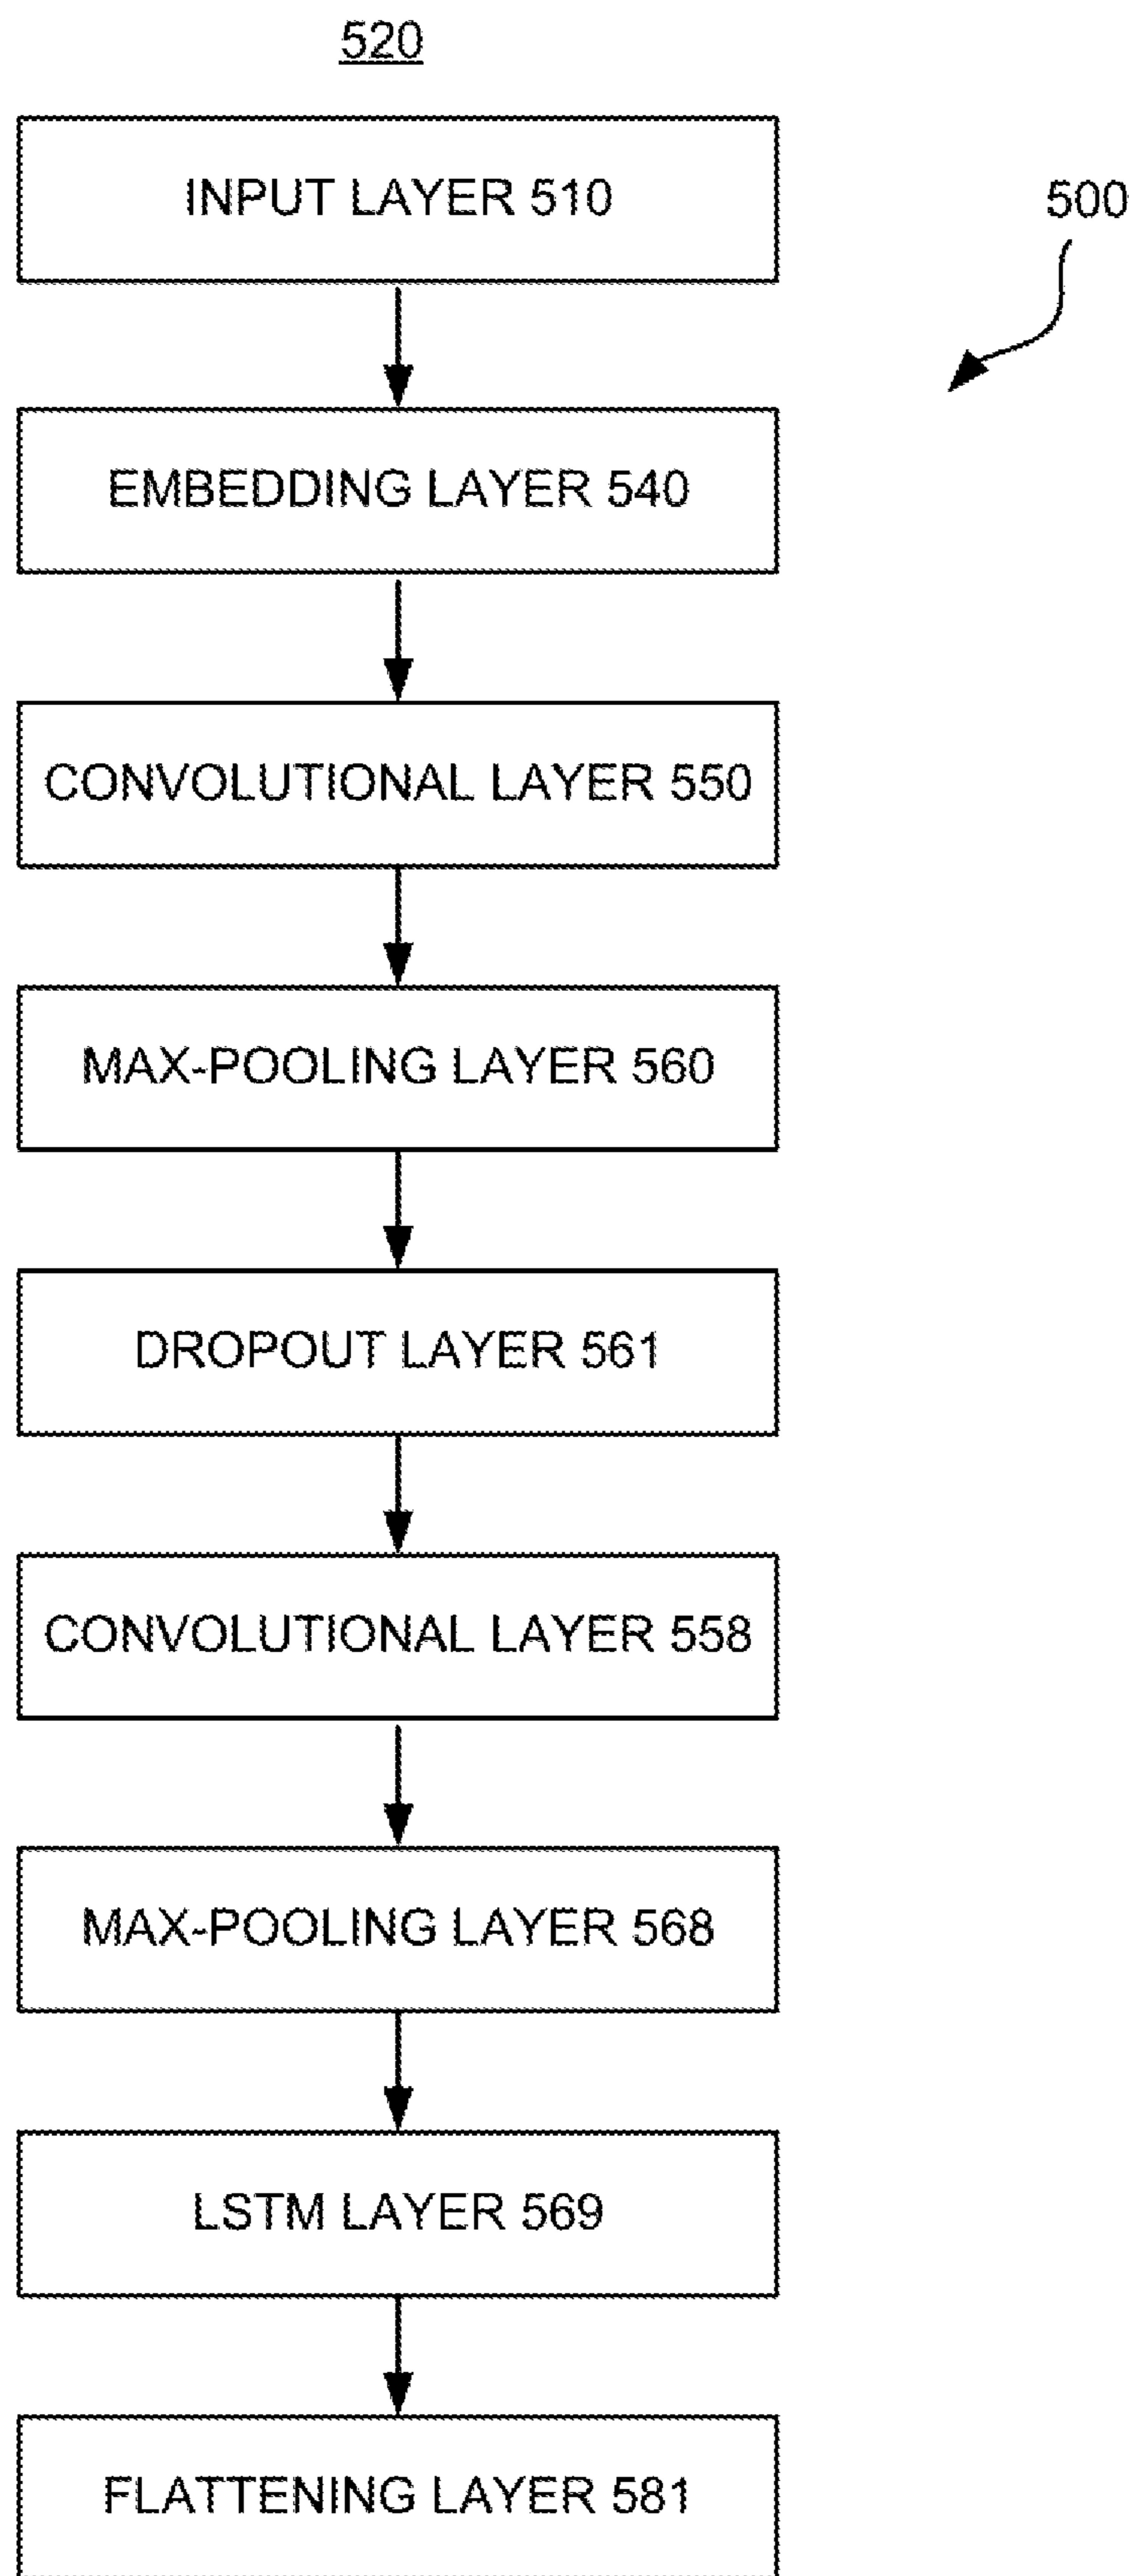 520
INPUT LAYER 510
500
EMBEDDING LAYER 540
CONVOLUTIONAL LAYER 550
MAX-POOLING LAYER 560
DROPOUT LAYER 561
CONVOLUTIONAL LAYER 558
MAX-POOLING LAYER 568
LSTM LAYER 569
FLATTENING LAYER 581